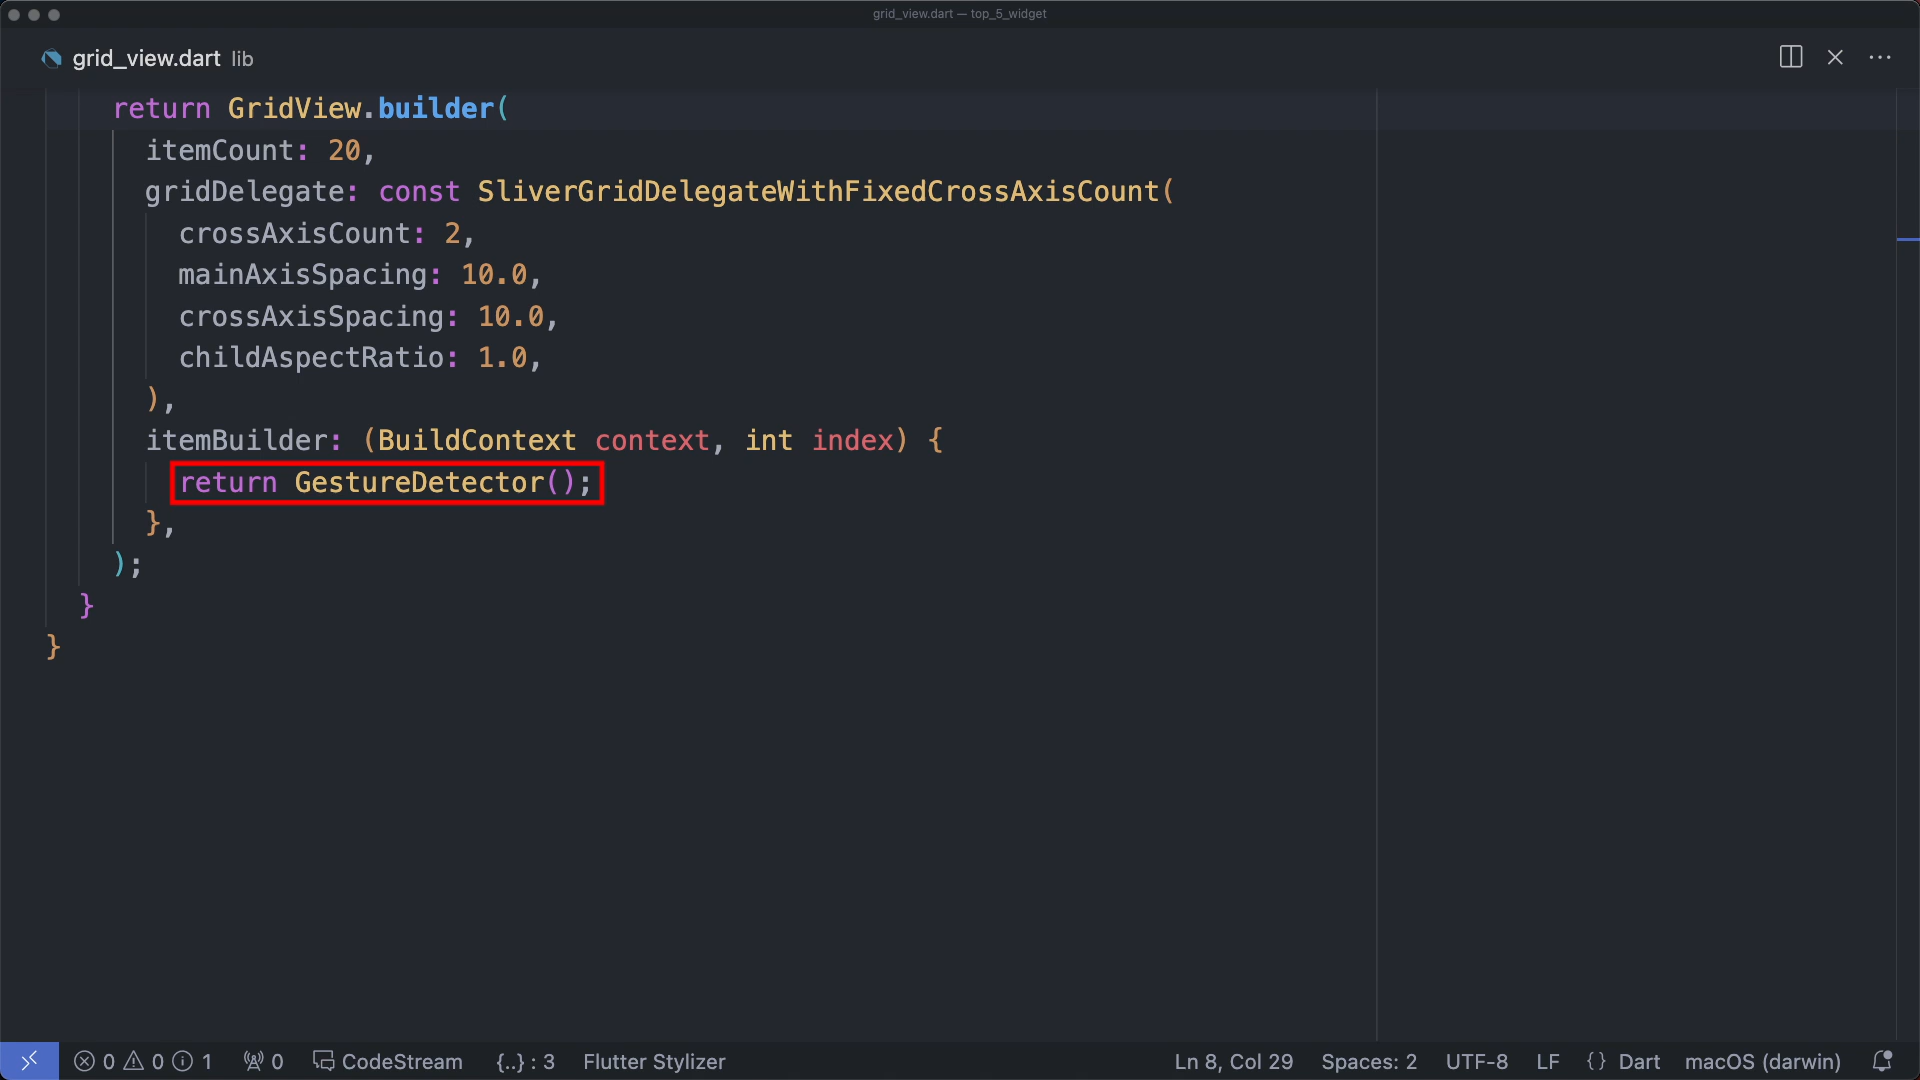 grid_view.dart — top_5_widget
grid_view.dart lib
return GridView.builder(
itemCount: 20,
gridDelegate: const SliverGridDelegateWithFixedCrossAxisCount(
crossAxisCount: 2,
mainAxisSpacing: 10.0,
crossAxisSpacing: 10.0,
childAspectRatio: 1.0,
),
itemBuilder: (BuildContext context, int index) {
return GestureDetector();
},
);
}
}
0 0 1 0 CodeStream {..} : 3 Flutter Stylizer Ln 8, Col 29 Spaces: 2 UTF-8 LF {} Dart macOS (darwin)